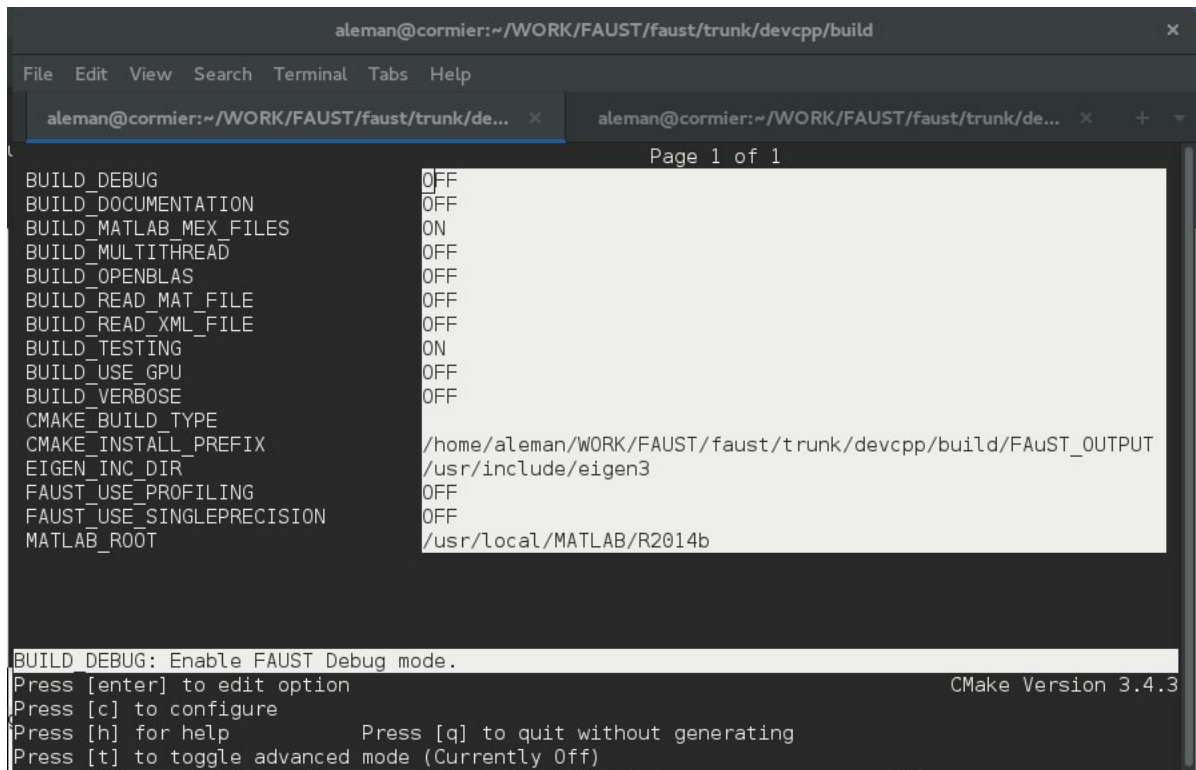 aleman@cormier:~/WORK/FAUST/faust/trunk/devcpp/build ×
File Edit View Search Terminal Tabs Help
aleman@cormier:~/WORK/FAUST/faust/trunk/de... × aleman@cormier:~/WORK/FAUST/faust/trunk/de... × +
Page 1 of 1
BUILD_DEBUG OFF
BUILD_DOCUMENTATION OFF
BUILD_MATLAB_MEX_FILES ON
BUILD_MULTITHREAD OFF
BUILD_OPENBLAS OFF
BUILD_READ_MAT_FILE OFF
BUILD_READ_XML_FILE OFF
BUILD_TESTING ON
BUILD_USE_GPU OFF
BUILD_VERBOSE OFF
CMAKE_BUILD_TYPE
CMAKE_INSTALL_PREFIX /home/aleman/WORK/FAUST/faust/trunk/devcpp/build/FAuST_OUTPUT
EIGEN_INC_DIR /usr/include/eigen3
FAUST_USE_PROFILING OFF
FAUST_USE_SINGLEPRECISION OFF
MATLAB_ROOT /usr/local/MATLAB/R2014b
BUILD_DEBUG: Enable FAUST Debug mode.
Press [enter] to edit option CMake Version 3.4.3
Press [c] to configure
Press [h] for help Press [q] to quit without generating
Press [t] to toggle advanced mode (Currently Off)